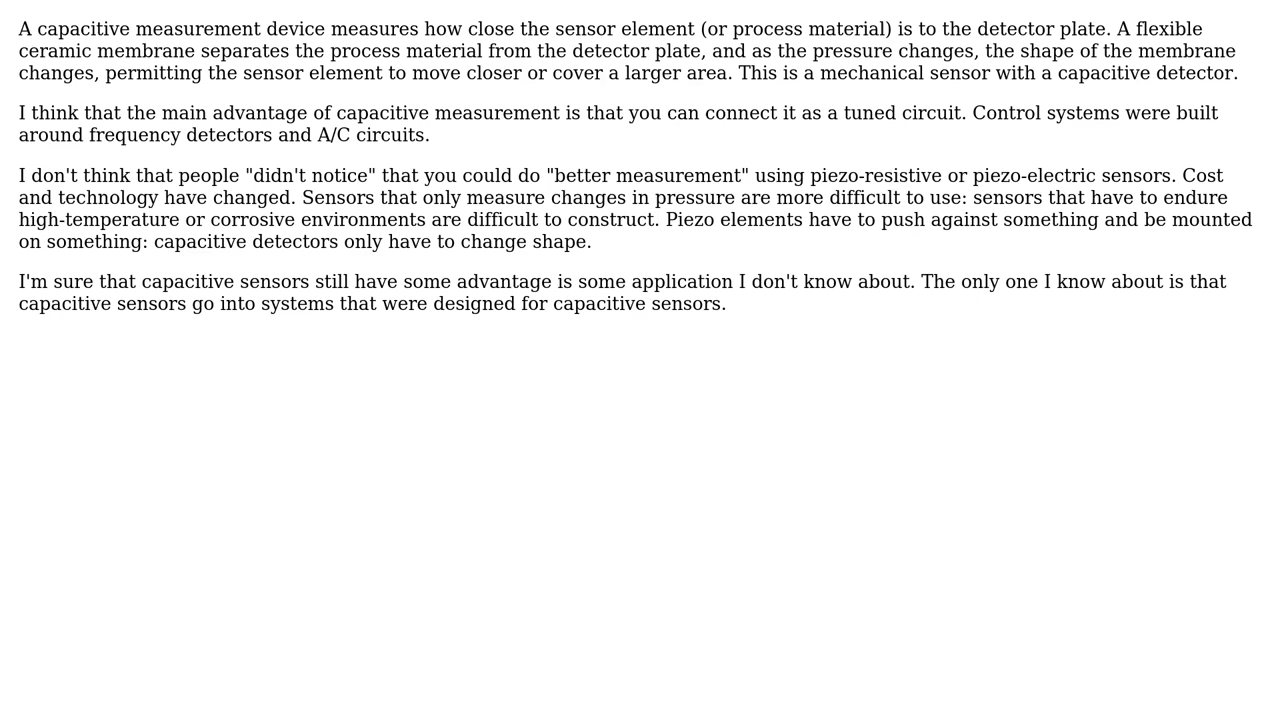 A capacitive measurement device measures how close the sensor element (or process material) is to the detector plate. A flexible
ceramic membrane separates the process material from the detector plate, and as the pressure changes, the shape of the membrane
changes, permitting the sensor element to move closer or cover a larger area. This is a mechanical sensor with a capacitive detector.
I think that the main advantage of capacitive measurement is that you can connect it as a tuned circuit. Control systems were built
around frequency detectors and A/C circuits.
I don't think that people "didn't notice" that you could do "better measurement" using piezo-resistive or piezo-electric sensors. Cost
and technology have changed. Sensors that only measure changes in pressure are more difficult to use: sensors that have to endure
high-temperature or corrosive environments are difficult to construct. Piezo elements have to push against something and be mounted
on something: capacitive detectors only have to change shape.
I'm sure that capacitive sensors still have some advantage is some application I don't know about. The only one I know about is that
capacitive sensors go into systems that were designed for capacitive sensors.